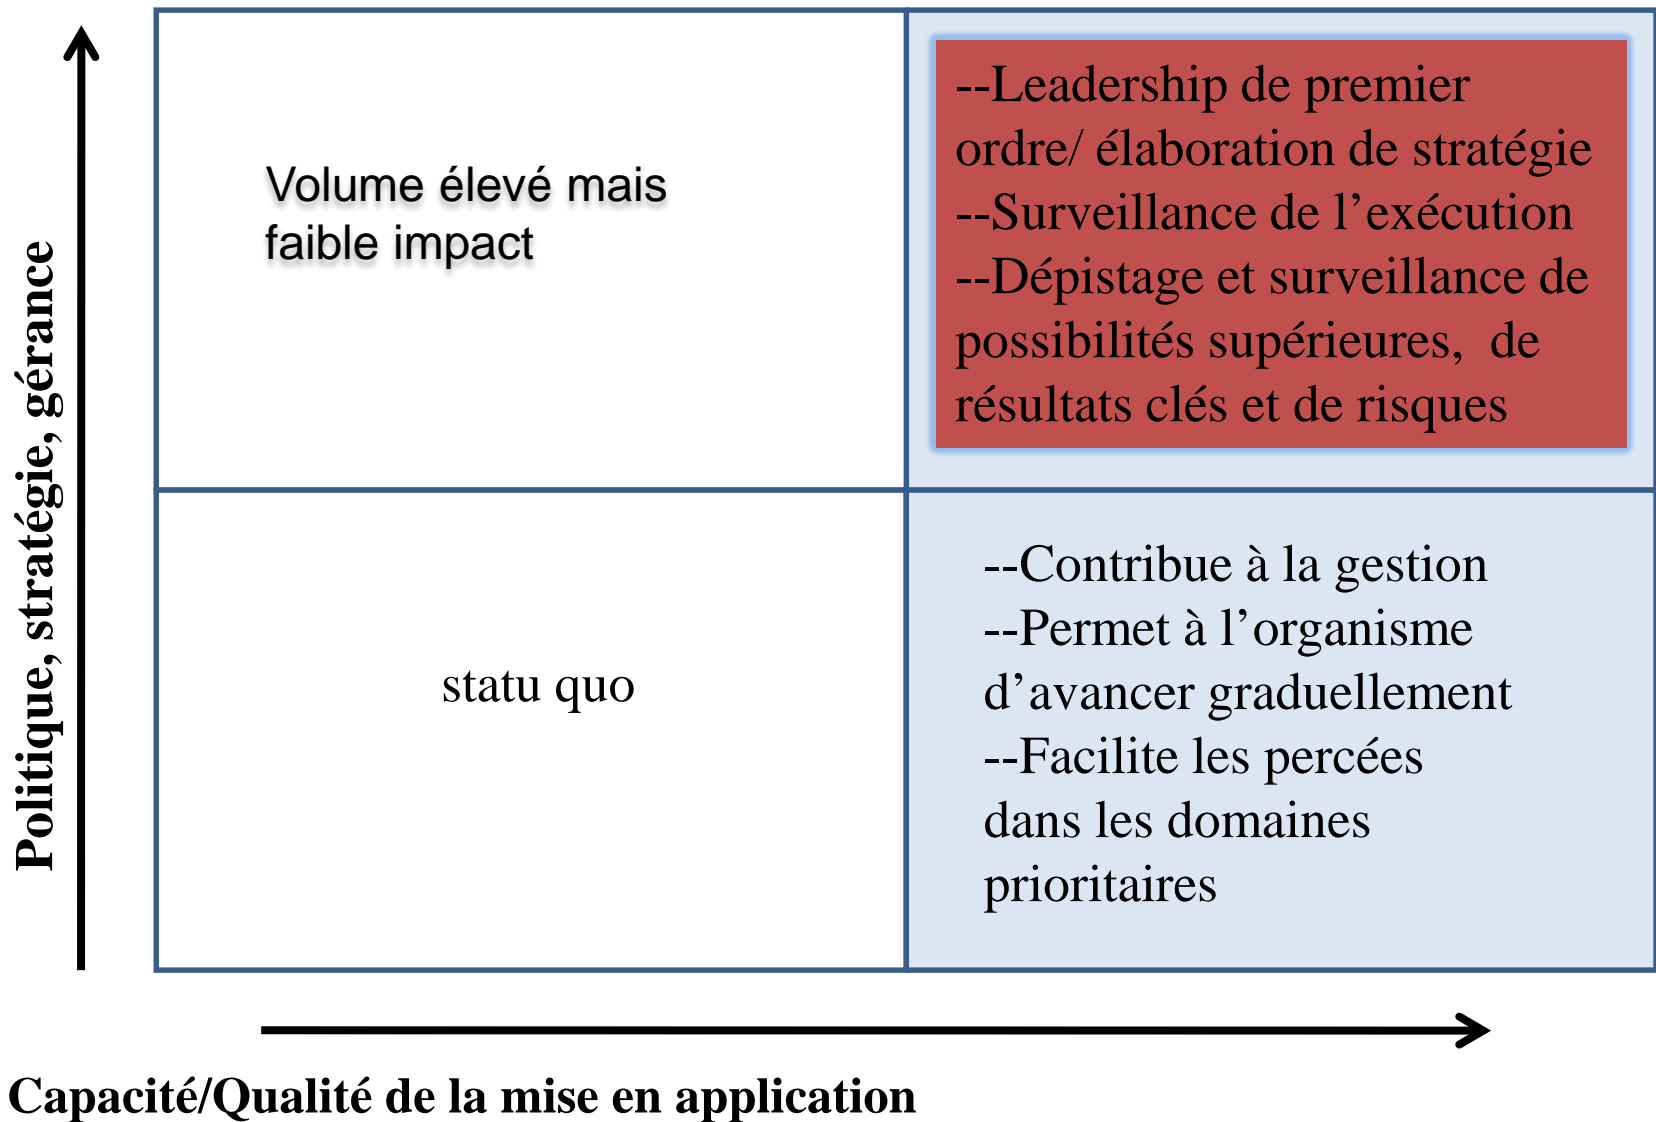 Politique, stratégie, gérance
Volume élevé mais
faible impact
--Leadership de premier
ordre/ élaboration de stratégie
--Surveillance de l’exécution
--Dépistage et surveillance de
possibilités supérieures,  de
résultats clés et de risques
statu quo
--Contribue à la gestion
--Permet à l’organisme
d’avancer graduellement
--Facilite les percées
dans les domaines
prioritaires
Capacité/Qualité de la mise en application